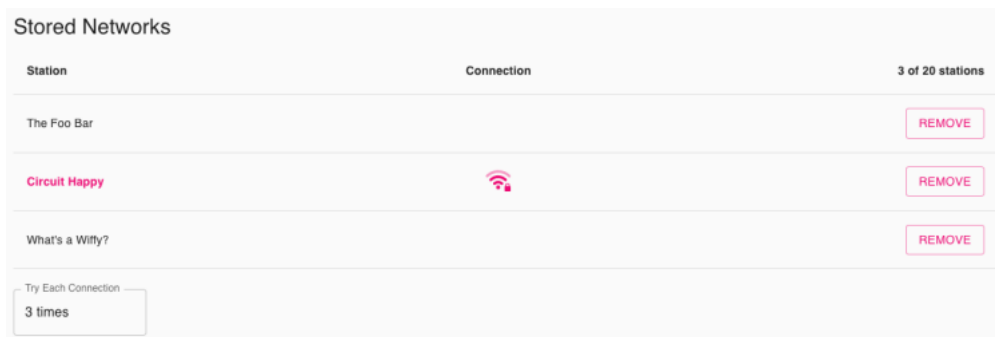 Stored Networks
Station Connection 3 of 20 stations
The Foo Bar REMOVE
Circuit Happy REMOVE
What's a Wiffy? REMOVE
Try Each Connection
3 times